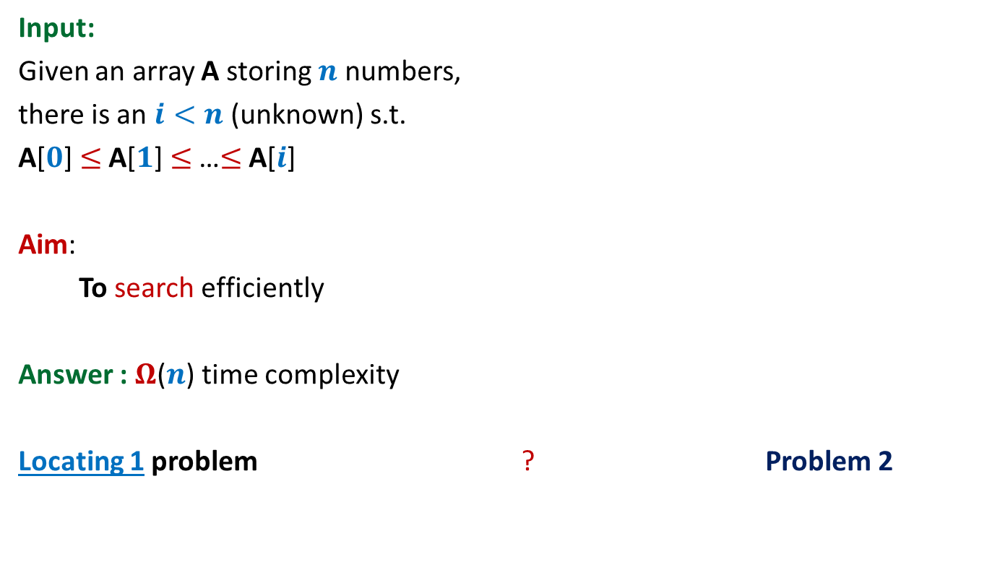 Input:
Given an array A storing n numbers,
there is an i < n (unknown) s.t.
A[0] ≤ A[1] ≤ ...≤ A[i]
Aim:
To search efficiently
Answer : Ω(n) time complexity
Locating 1 problem ? Problem 2